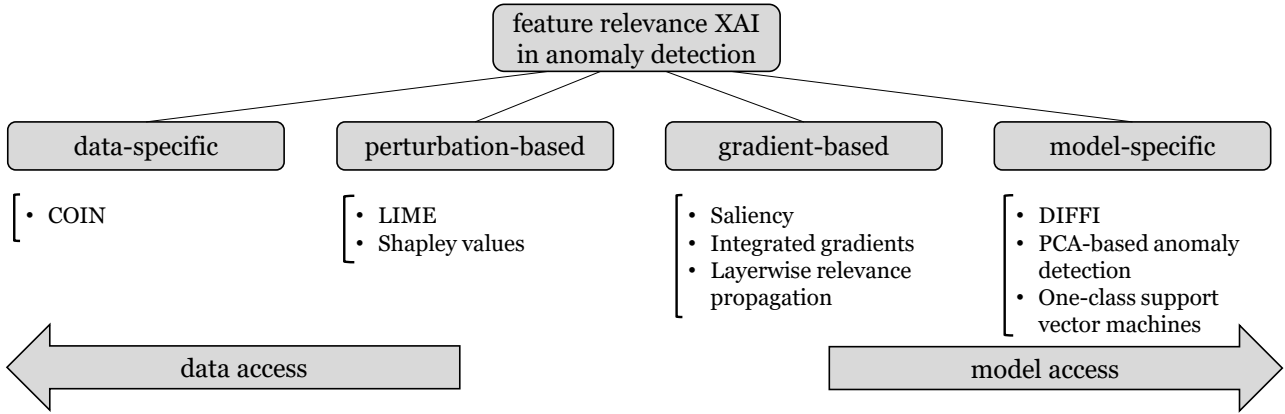 feature relevance XAI
in anomaly detection
data-specific
perturbation-based
gradient-based
model-specific
• COIN
• LIME
• Shapley values
• Saliency
• Integrated gradients
• Layerwise relevance
propagation
• DIFFI
• PCA-based anomaly
detection
• One-class support
vector machines
data access
model access